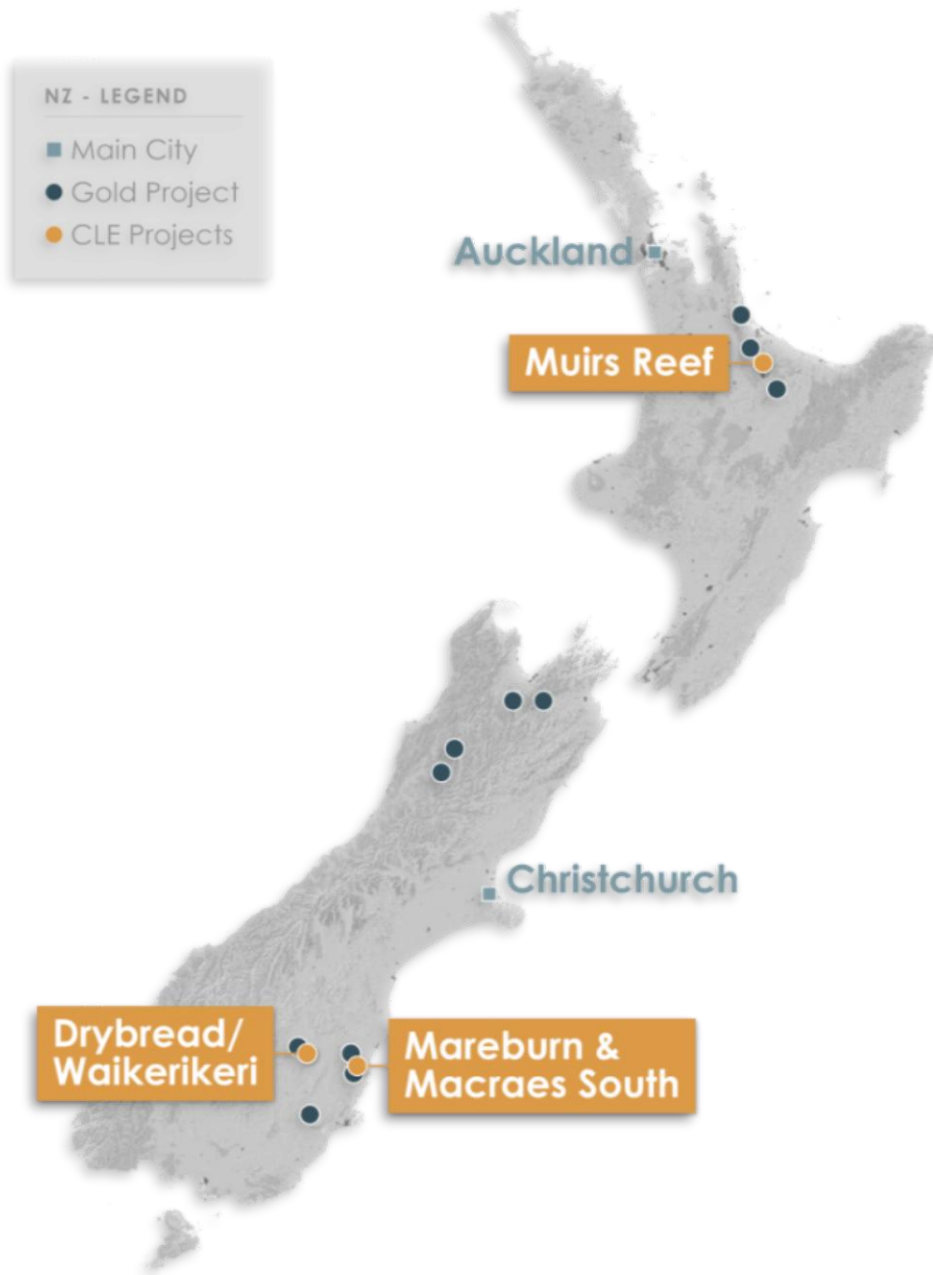 NZ - LEGEND
Main City
Gold Project
CLE Projects
Auckland
Muirs Reef
Christchurch
Drybread/
Waikerikeri
Mareburn &
Macraes South